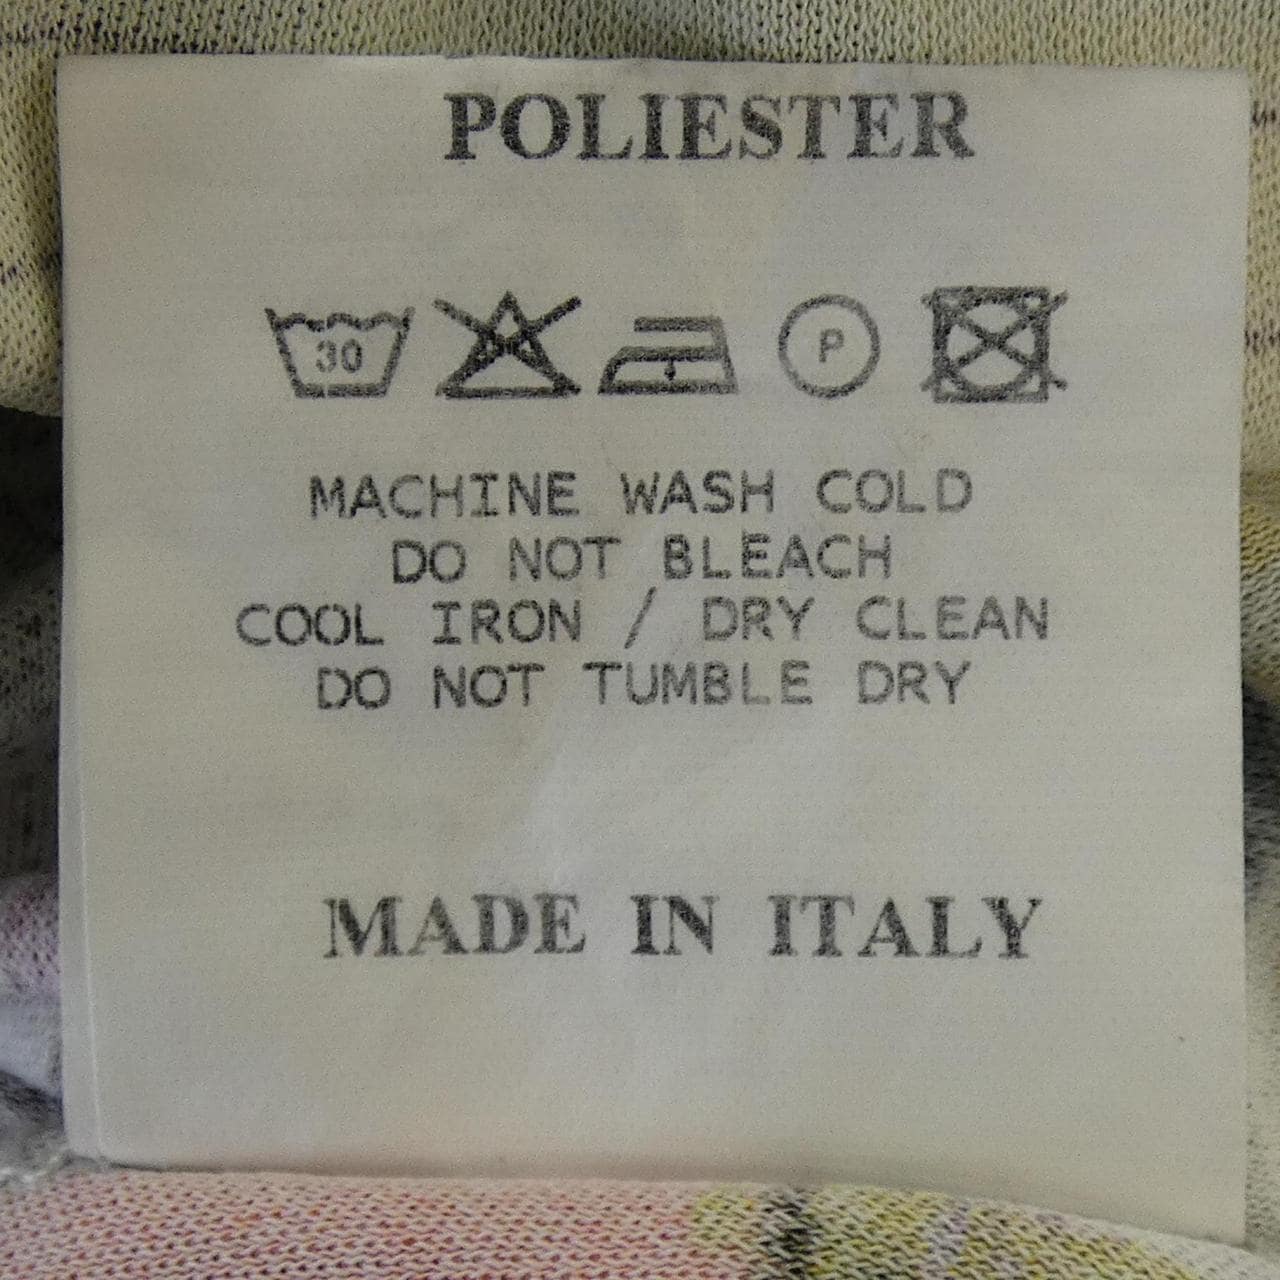 POLIESTER
30 P
MACHINE WASH COLD
DO NOT BLEACH
COOL IRON / DRY CLEAN
DO NOT TUMBLE DRY
MADE IN ITALY